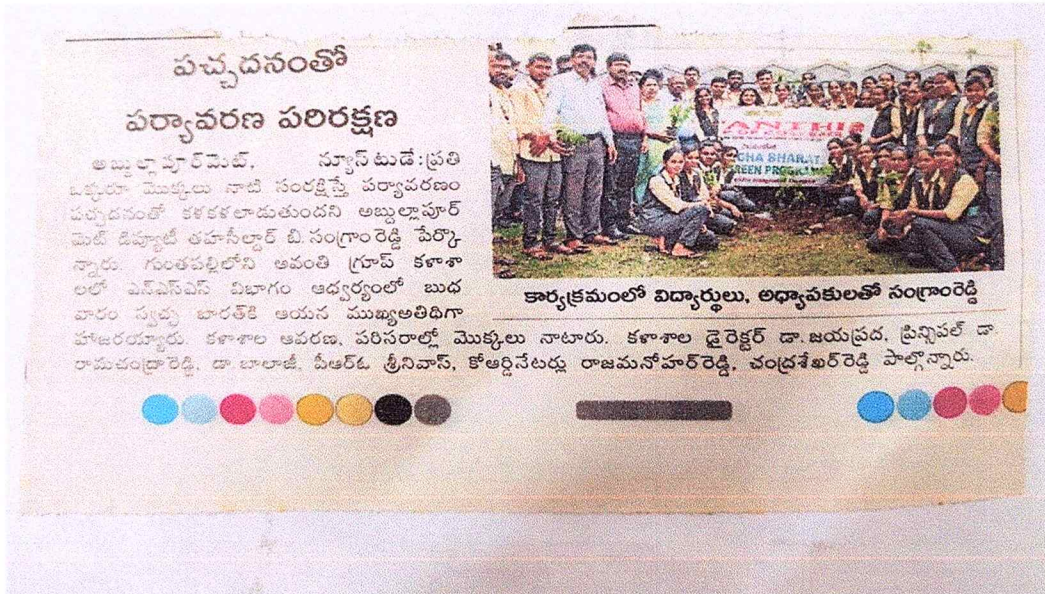 పచ్చదనంతో
పర్యావరణ పరిరక్షణ
అబ్దుల్లాపూర్‌మెట్, న్యూస్‌టుడే: ప్రతి
ఒక్కరూ మొక్కలు నాటి సంరక్షిస్తే పర్యావరణం
పచ్చదనంతో కళకళలాడుతుందని అబ్దుల్లాపూర్
మెట్ డిప్యూటీ తహసీల్దార్ బి.సంగ్రాంరెడ్డి పేర్కొ
న్నారు. గుంతపల్లిలోని అవంతి గ్రూప్ కళాశా
లలో ఎన్ఎస్ఎస్ విభాగం ఆధ్వర్యంలో బుధ
వారం స్వచ్ఛ భారత్‌కి ఆయన ముఖ్యఅతిథిగా
హాజరయ్యారు. కళాశాల ఆవరణ, పరిసరాల్లో మొక్కలు నాటారు. కళాశాల డైరెక్టర్ డా.జయప్రద, ప్రిన్సిపల్ డా.
రామచంద్రారెడ్డి, డా.బాలాజీ, పీఆర్ఓ శ్రీనివాస్, కోఆర్డినేటర్లు రాజమనోహర్‌రెడ్డి, చంద్రశేఖర్‌రెడ్డి పాల్గొన్నారు.
ANTHI
CHA BHARAT
REEN PROGRAM
కార్యక్రమంలో విద్యార్థులు, అధ్యాపకులతో సంగ్రాంరెడ్డి